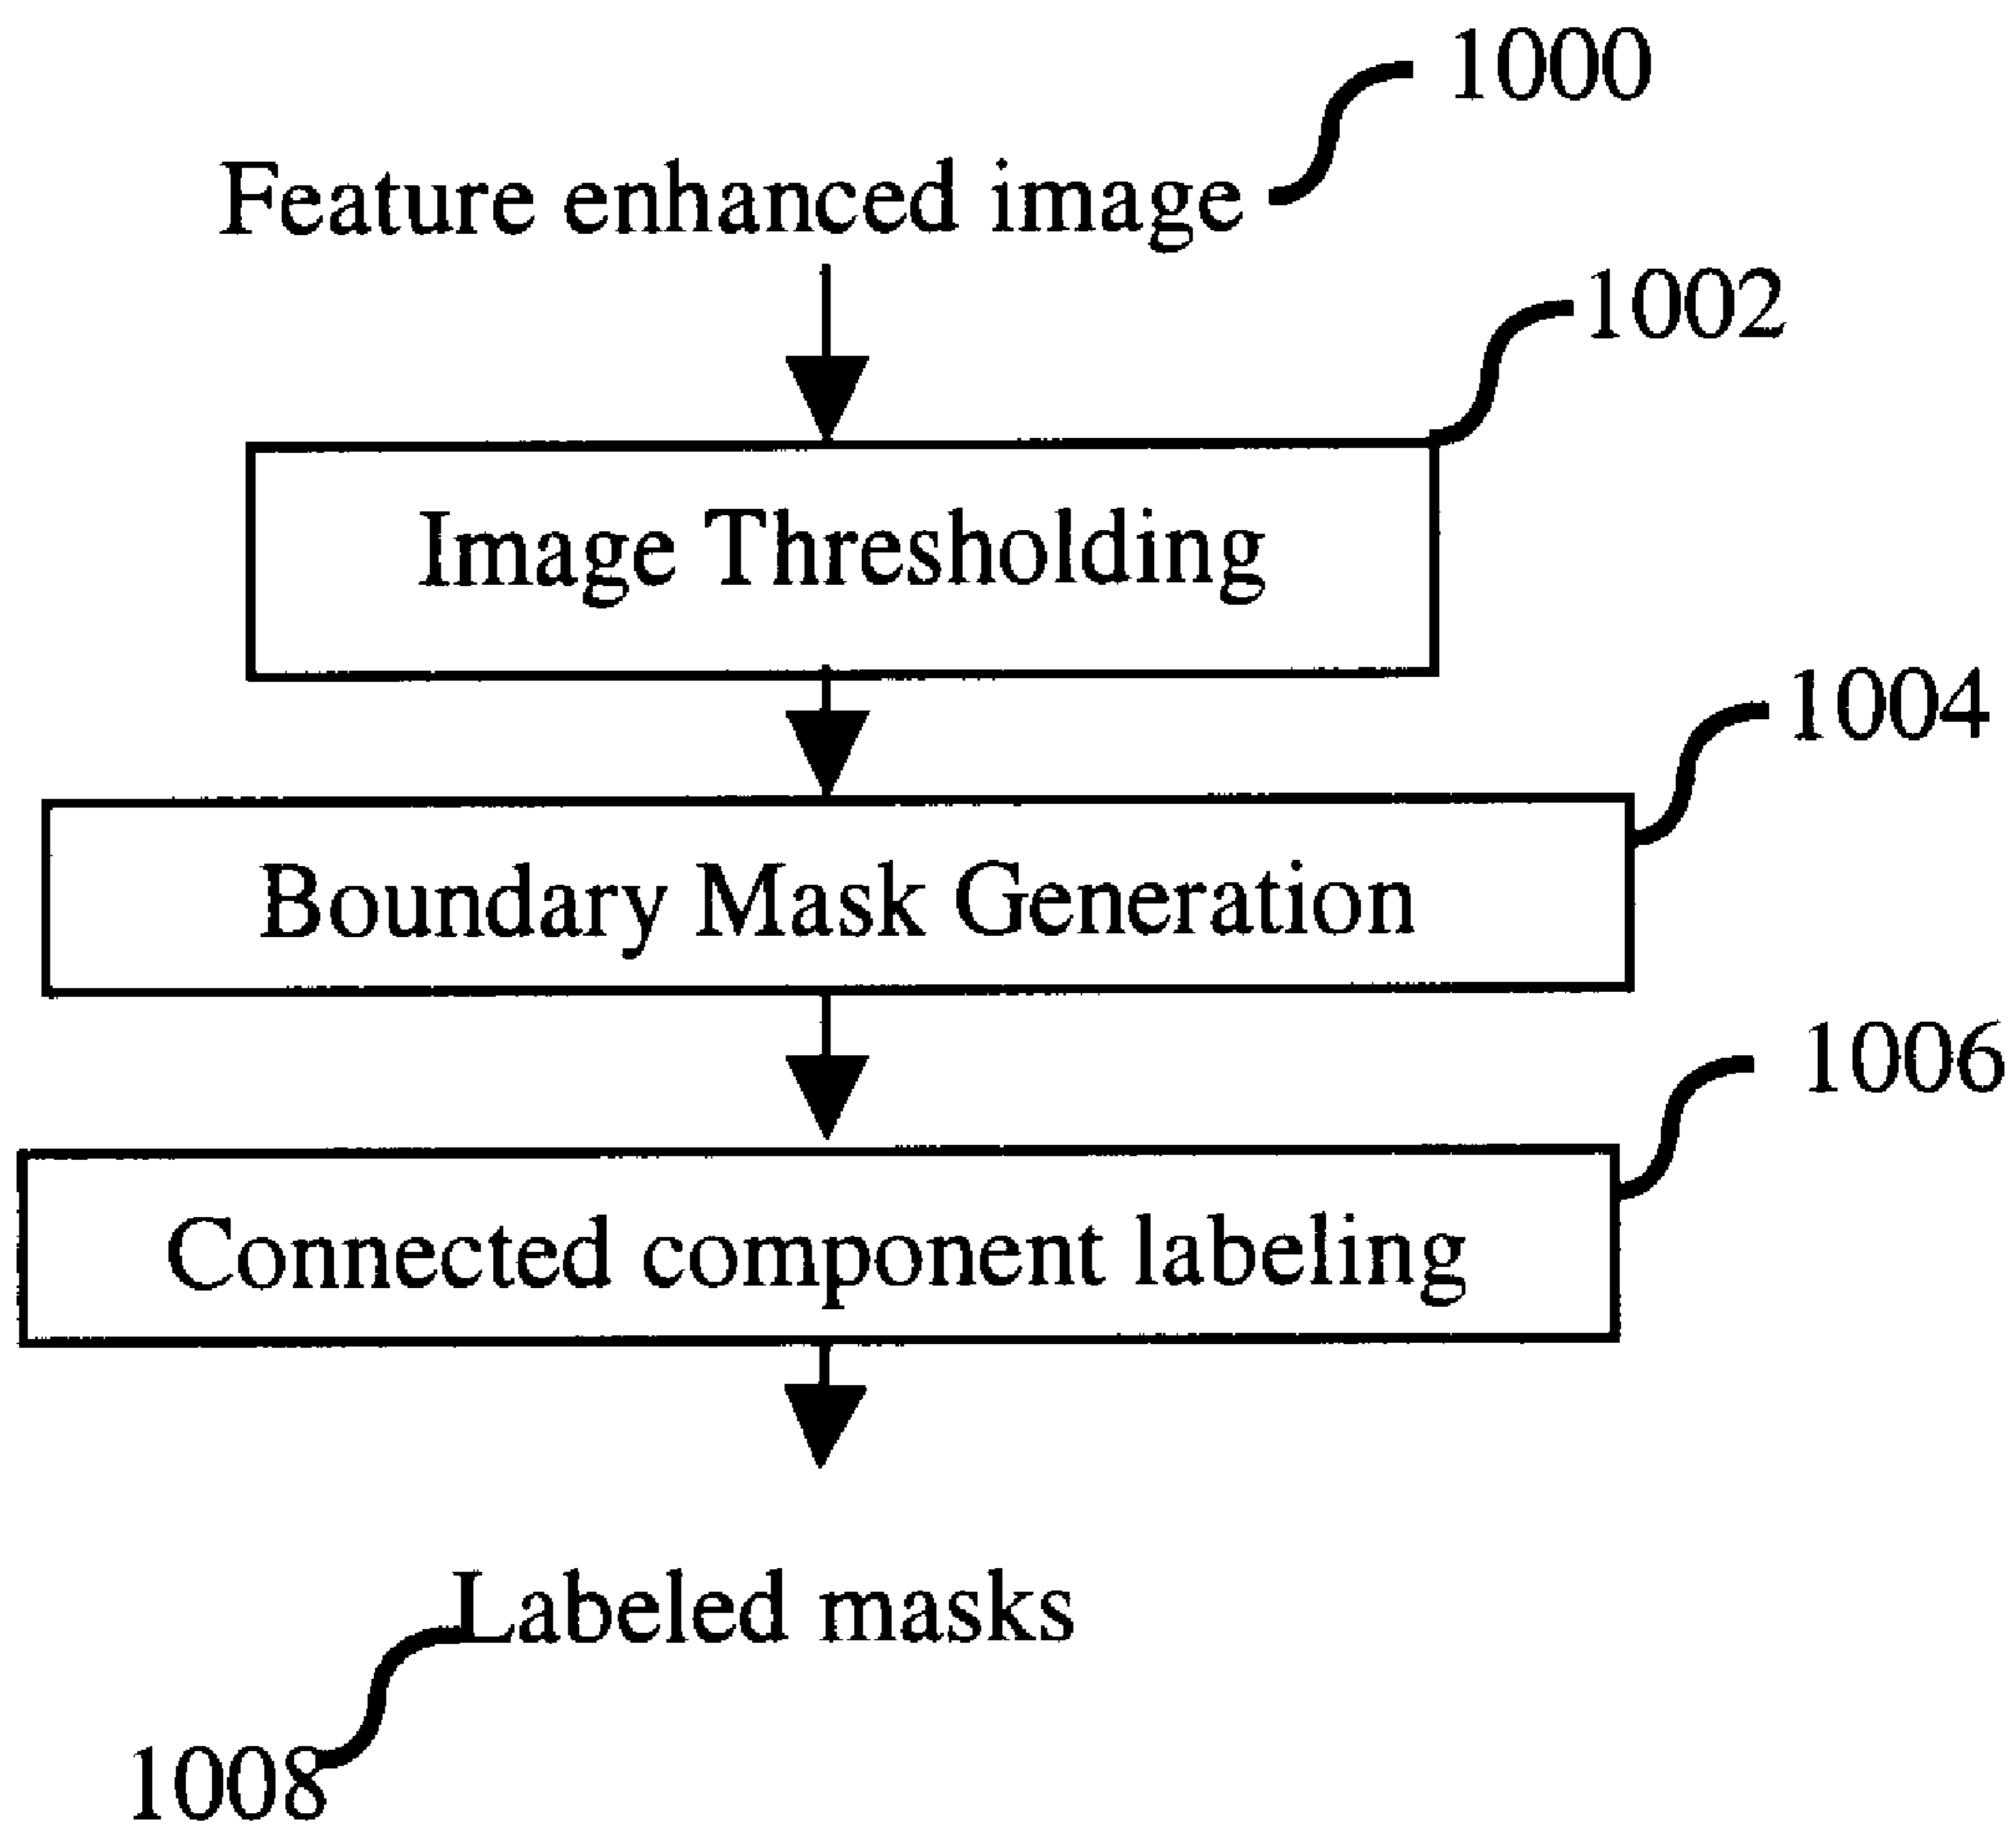 1000
Feature enhanced image
1002
Image Thresholding
1004
Boundary Mask Generation
1006
Connected component labeling
Labeled masks
1008